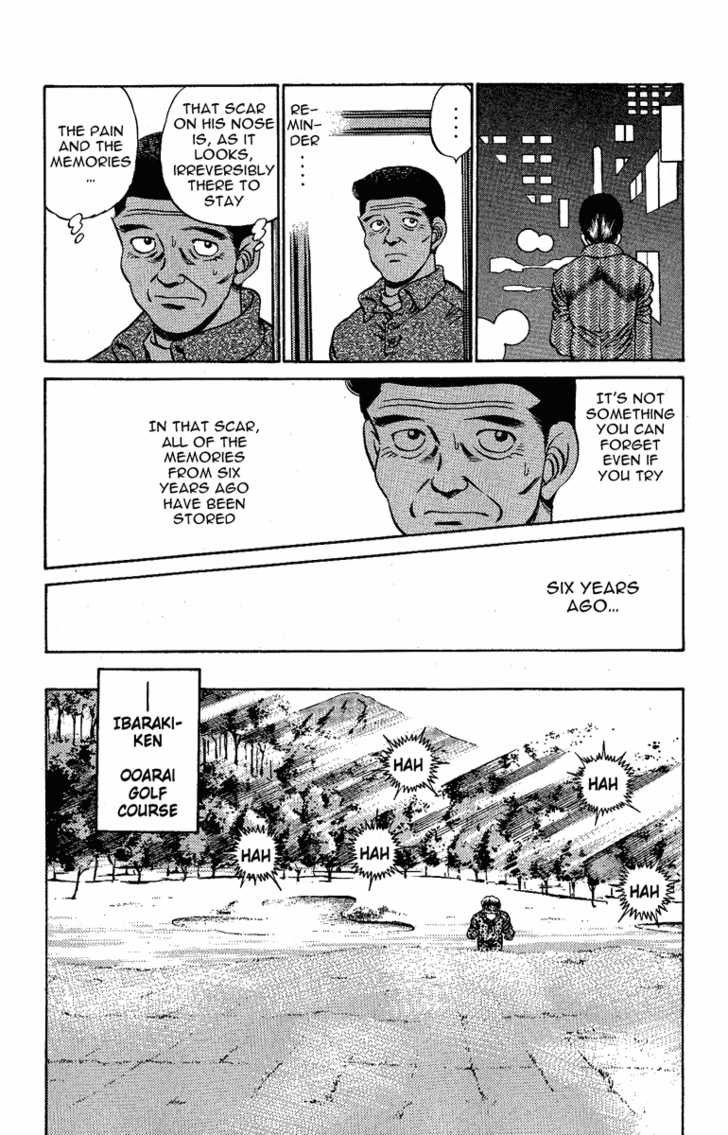 ...
RE-
MIN-
DER
...
THAT SCAR
ON HIS NOSE
IS, AS IT
LOOKS,
IRREVERSIBLY
THERE TO
STAY
THE PAIN
AND THE
MEMORIES
...
IT'S NOT
SOMETHING
YOU CAN
FORGET
EVEN IF
YOU TRY
IN THAT SCAR,
ALL OF THE
MEMORIES
FROM SIX
YEARS AGO
HAVE BEEN
STORED
SIX YEARS
AGO...
IBARAKI-
KEN
OOARAI
GOLF
COURSE
HAH
HAH
HAH
HAH
HAH